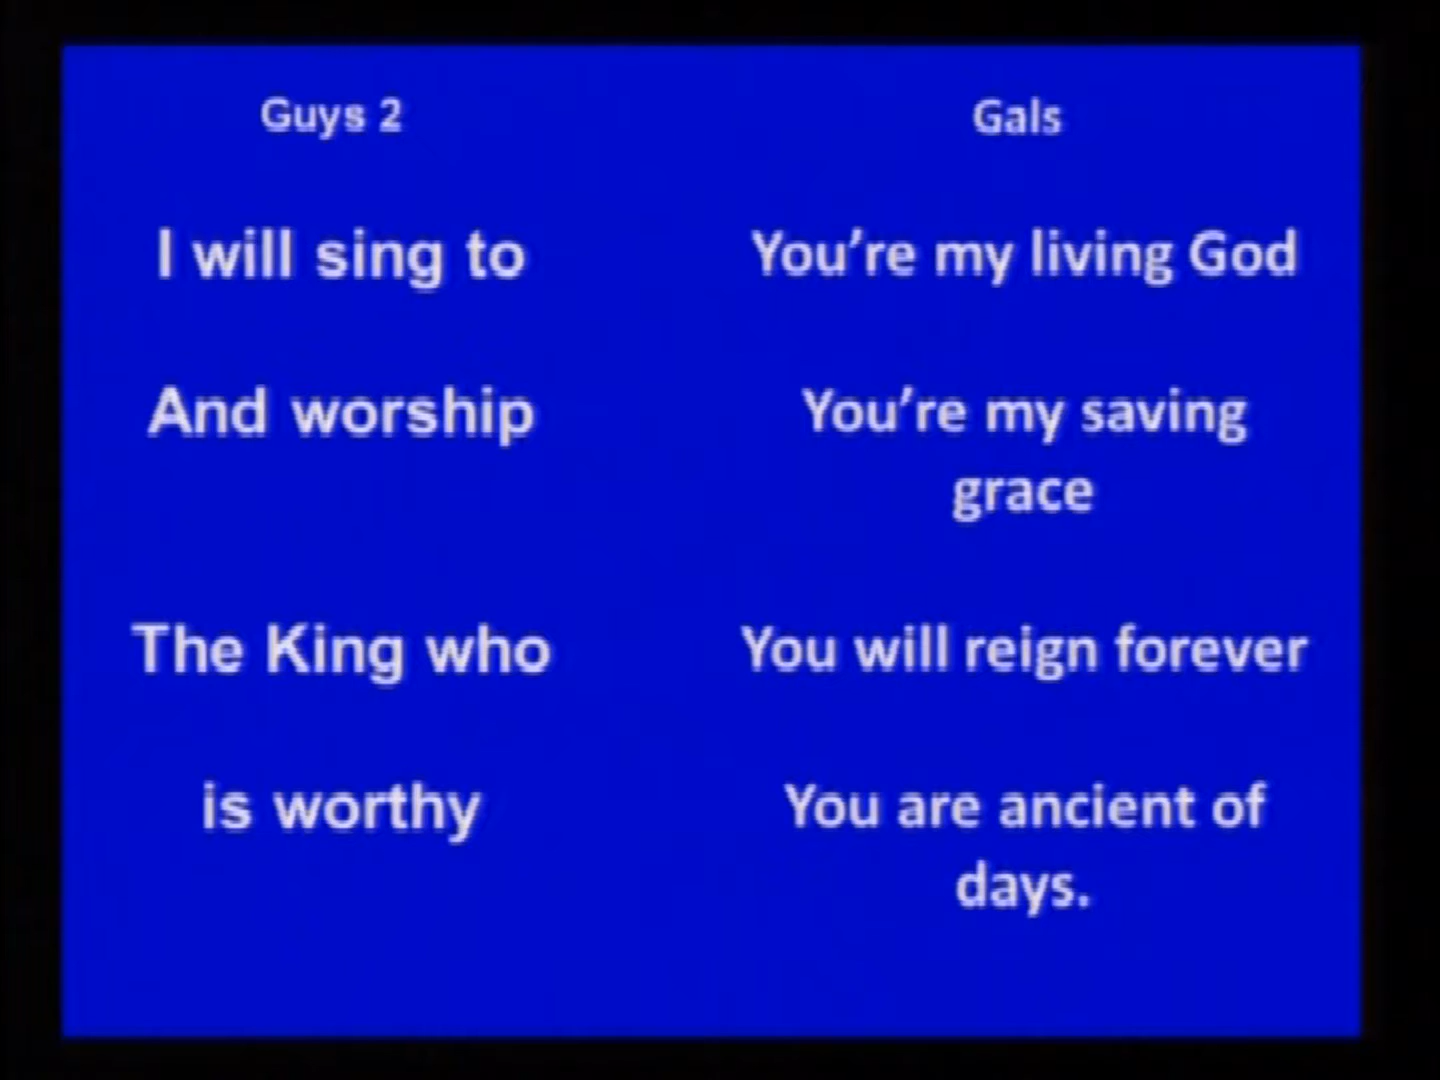 Guys 2
I will sing to
And worship
The King who
is worthy
Gals
You're my living God
You're my saving
grace
You will reign forever
You are ancient of
days.